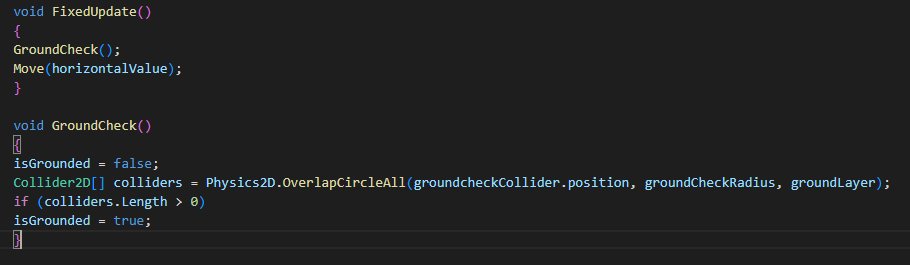 void FixedUpdate()
{
GroundCheck();
Move(horizontalValue);
}
void GroundCheck()
{
isGrounded = false;
Collider2D[] colliders = Physics2D.OverlapCircleAll(groundcheckCollider.position, groundCheckRadius, groundLayer);
if (colliders.Length > 0)
isGrounded = true;
}